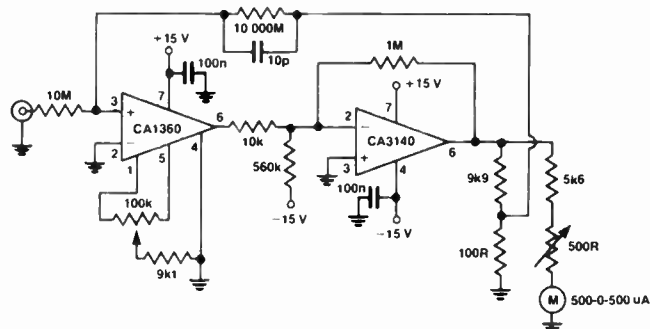 10 000M
10p
+15 V
100n
7
10M
3
+
CA1360
6
−
2
4
1
5
100k
9k1
10k
560k
−15 V
1M
+15 V
7
2
−
CA3140
6
+
3
4
100n
−15 V
9k9
100R
5k6
500R
M
500-0-500 uA